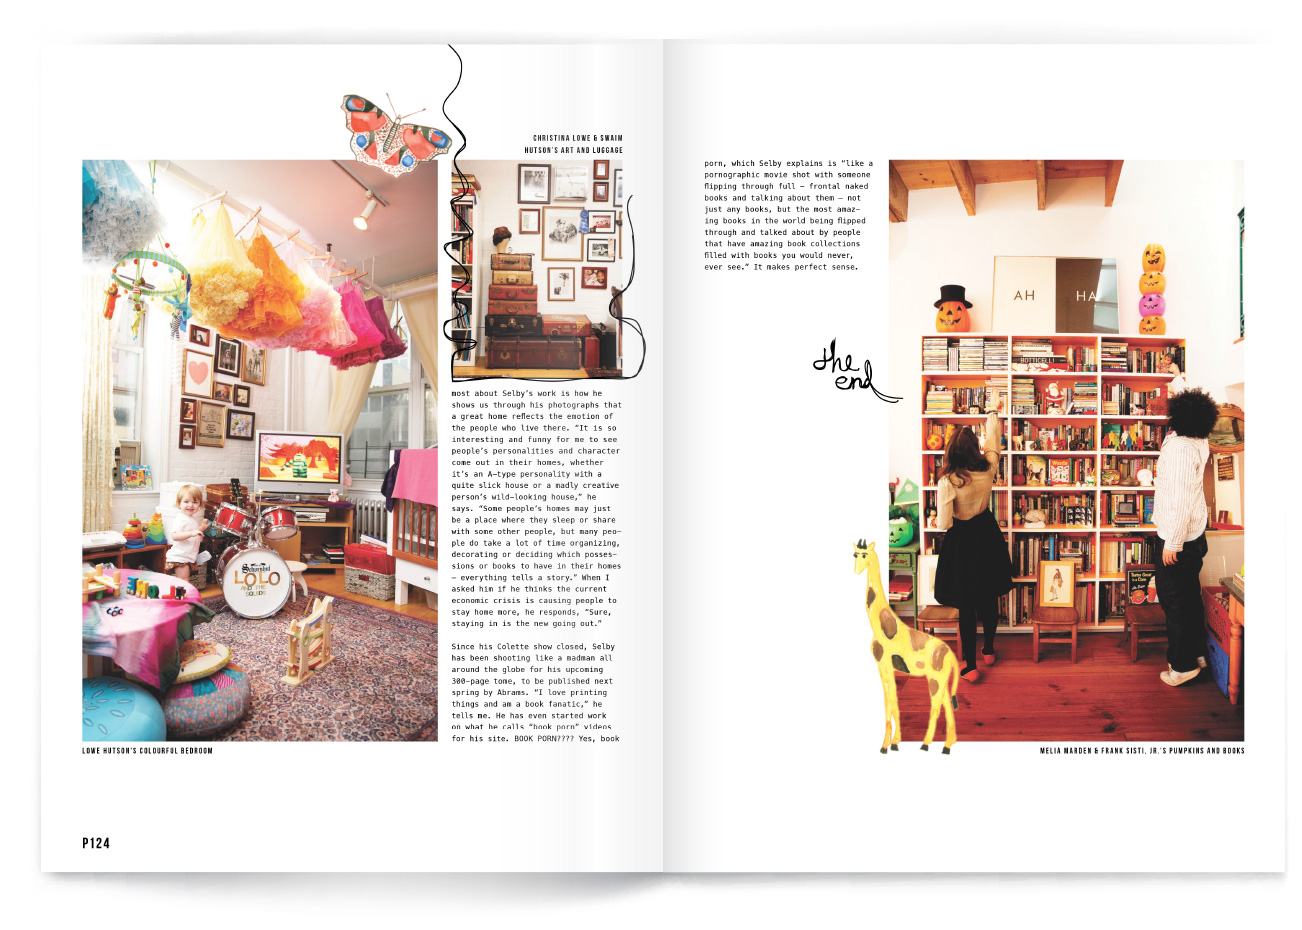 CHRISTINA LOWE & SWAIM
HUTSON'S ART AND LUGGAGE
Schoenhut
LOLO
AND THE
SQUADS
LOWE HUTSON'S COLOURFUL BEDROOM
most about Selby's work is how he
shows us through his photographs that
a great home reflects the emotion of
the people who live there. "It is so
interesting and funny for me to see
people's personalities and character
come out in their homes, whether
it's an A-type personality with a
quite slick house or a madly creative
person's wild-looking house," he
says. "Some people's homes may just
be a place where they sleep or share
with some other people, but many peo-
ple do take a lot of time organizing,
decorating or deciding which posses-
sions or books to have in their homes
– everything tells a story." When I
asked him if he thinks the current
economic crisis is causing people to
stay home more, he responds, "Sure,
staying in is the new going out."
Since his Colette show closed, Selby
has been shooting like a madman all
around the globe for his upcoming
300-page tome, to be published next
spring by Abrams. "I love printing
things and am a book fanatic," he
tells me. He has even started work
on what he calls "book porn" videos
for his site. BOOK PORN???? Yes, book
P124
porn, which Selby explains is "like a
pornographic movie shot with someone
flipping through full – frontal naked
books and talking about them – not
just any books, but the most amaz-
ing books in the world being flipped
through and talked about by people
that have amazing book collections
filled with books you would never,
ever see." It makes perfect sense.
the
end
AH HA
BOTTICELLI
Words
MELIA MARDEN & FRANK SISTI, JR.'S PUMPKINS AND BOOKS